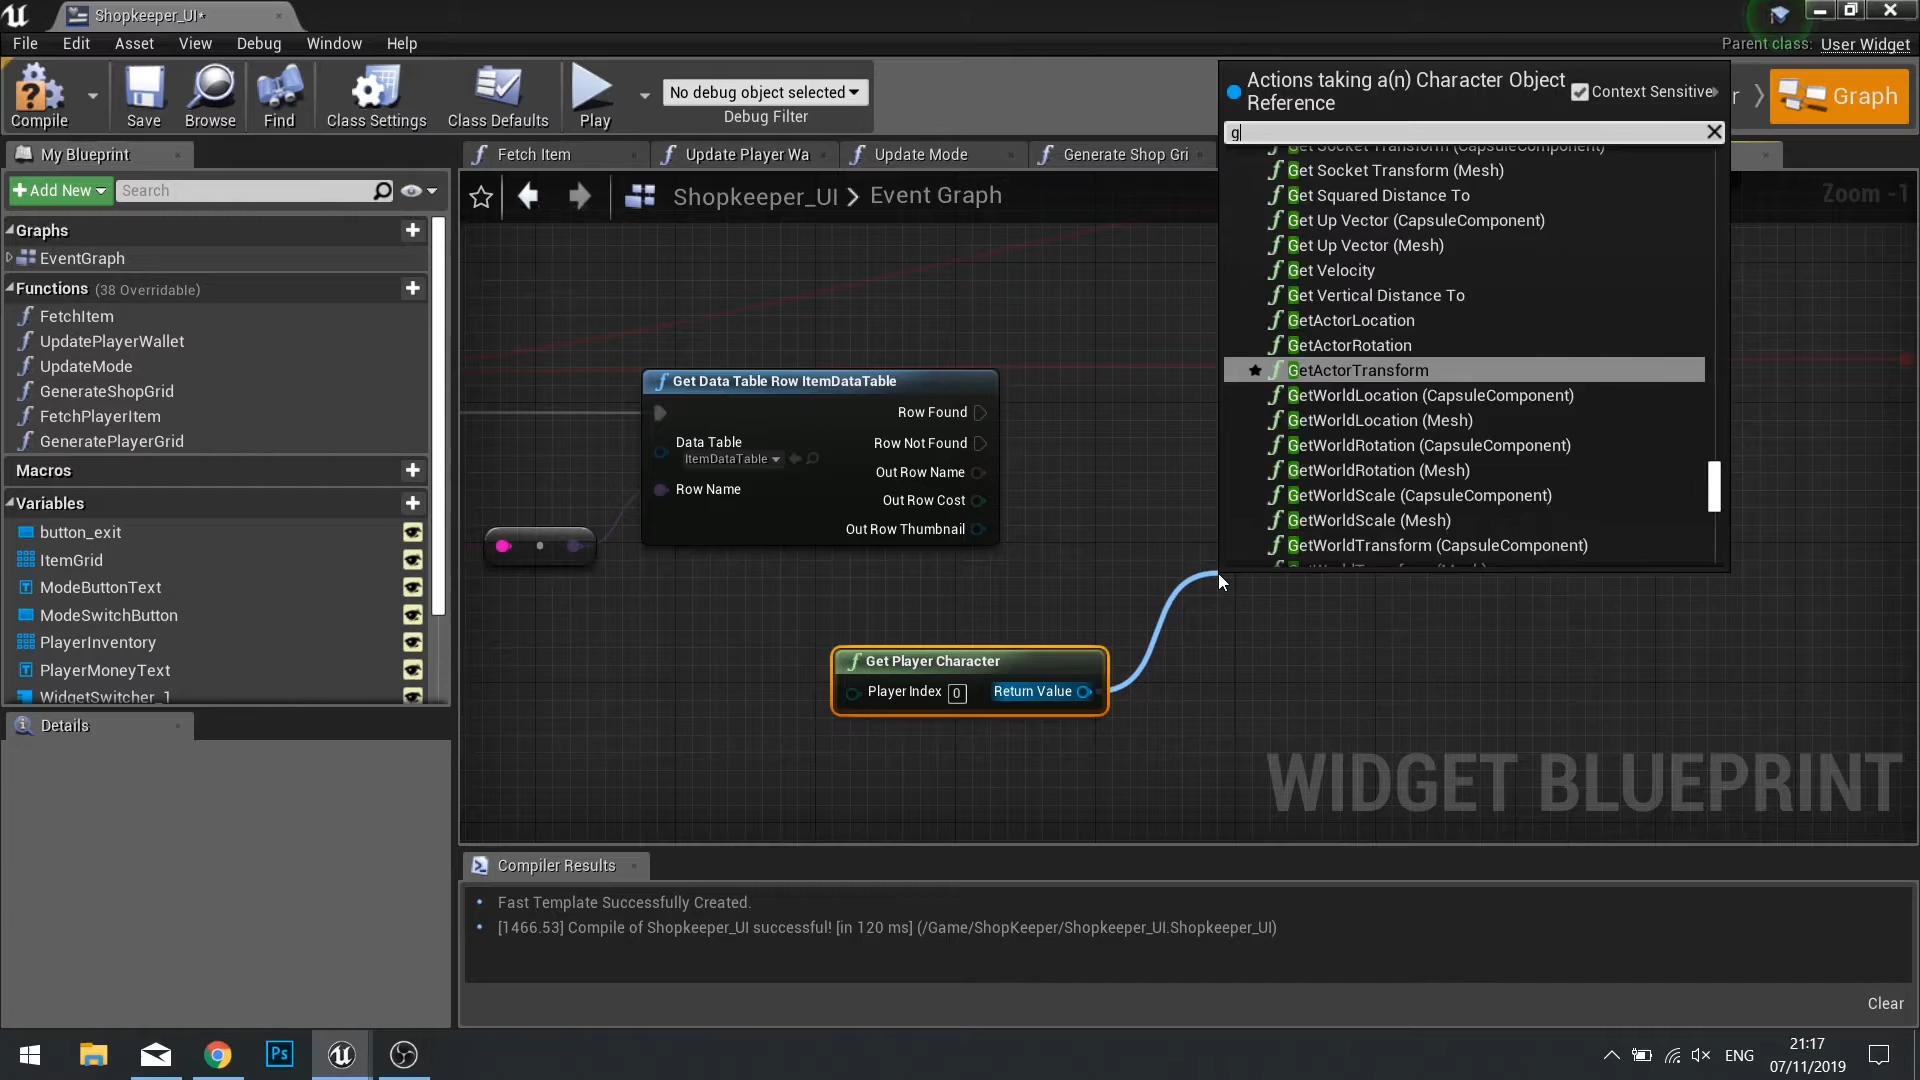 Shopkeeper_UI*
File Edit Asset View Debug Window Help
Parent class: User Widget
Compile
Save
Browse
Find
Class Settings
Class Defaults
Play
No debug object selected
Debug Filter
Graph
My Blueprint
Add New
Search
Graphs
EventGraph
Functions (38 Overridable)
FetchItem
UpdatePlayerWallet
UpdateMode
GenerateShopGrid
FetchPlayerItem
GeneratePlayerGrid
Macros
Variables
button_exit
ItemGrid
ModeButtonText
ModeSwitchButton
PlayerInventory
PlayerMoneyText
WidgetSwitcher_1
Details
Fetch Item
Update Player Wa
Update Mode
Generate Shop Gri
Shopkeeper_UI > Event Graph
Zoom -1
Get Data Table Row ItemDataTable
Row Found
Data Table
ItemDataTable
Row Not Found
Out Row Name
Row Name
Out Row Cost
Out Row Thumbnail
Get Player Character
Player Index 0
Return Value
Actions taking a(n) Character Object
Reference
Context Sensitive
g
Get Socket Transform (CapsuleComponent)
Get Socket Transform (Mesh)
Get Squared Distance To
Get Up Vector (CapsuleComponent)
Get Up Vector (Mesh)
Get Velocity
Get Vertical Distance To
GetActorLocation
GetActorRotation
GetActorTransform
GetWorldLocation (CapsuleComponent)
GetWorldLocation (Mesh)
GetWorldRotation (CapsuleComponent)
GetWorldRotation (Mesh)
GetWorldScale (CapsuleComponent)
GetWorldScale (Mesh)
GetWorldTransform (CapsuleComponent)
GetWorldTransform (Mesh)
WIDGET BLUEPRINT
Compiler Results
Fast Template Successfully Created.
[1466.53] Compile of Shopkeeper_UI successful! [in 120 ms] (/Game/ShopKeeper/Shopkeeper_UI.Shopkeeper_UI)
Clear
Ps
ENG
21:17
07/11/2019